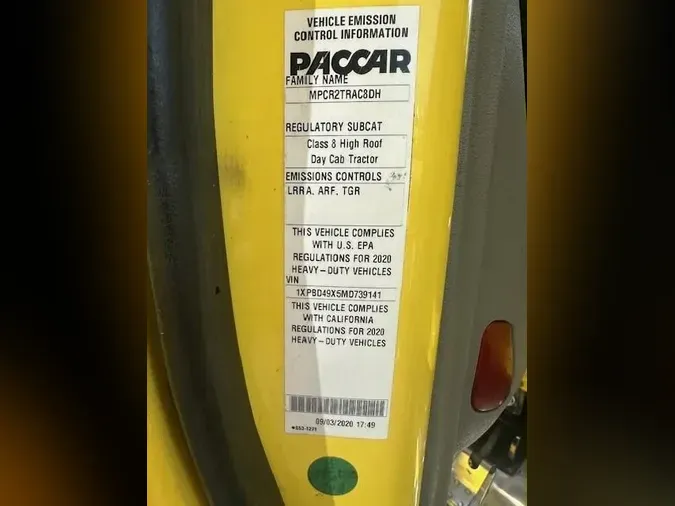 VEHICLE EMISSION
CONTROL INFORMATION
PACCAR
FAMILY NAME
MPCR2TRAC8DH
REGULATORY SUBCAT
Class 8 High Roof
Day Cab Tractor
EMISSIONS CONTROLS
LRRA, ARF, TGR
THIS VEHICLE COMPLIES
WITH U.S. EPA
REGULATIONS FOR 2020
HEAVY-DUTY VEHICLES
VIN
1XPBD49X5MD739141
THIS VEHICLE COMPLIES
WITH CALIFORNIA
REGULATIONS FOR 2020
HEAVY-DUTY VEHICLES
09/03/2020 17:49